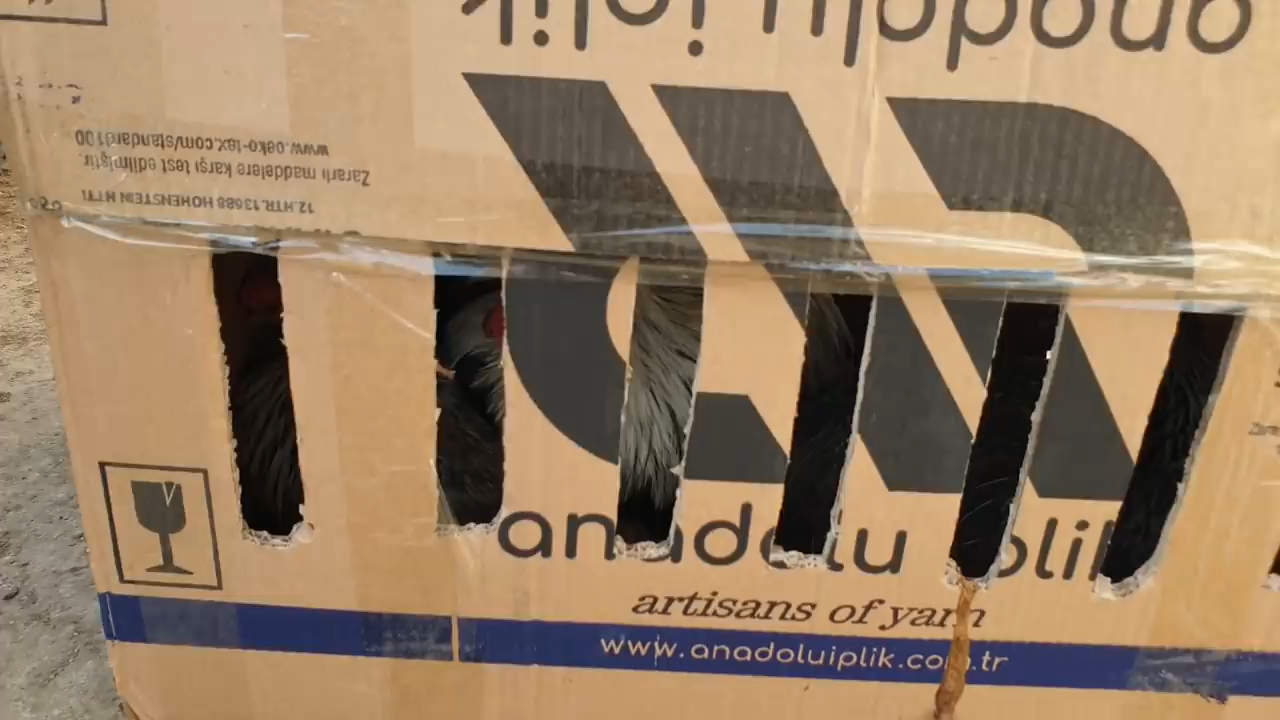 anadolu iplik
www.oeko-tex.com/standard100
Zararlı maddelere karşı test edilmiştir.
12.HTR.13688 HOHENSTEIN HTTI
anadolu iplik
artisans of yarn
www.anadoluiplik.com.tr